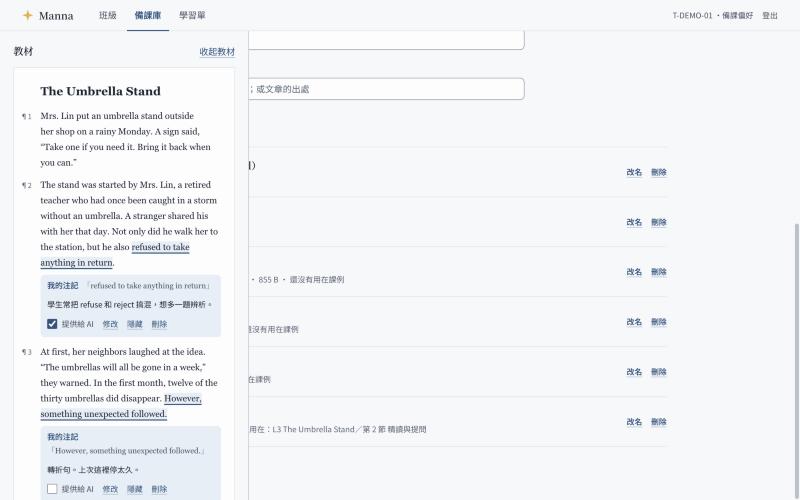 Manna
班級
備課庫
學習單
T-DEMO-01 ・備課偏好
登出
教材
收起教材
The Umbrella Stand
¶ 1
Mrs. Lin put an umbrella stand outside
her shop on a rainy Monday. A sign said,
“Take one if you need it. Bring it back when
you can.”
¶ 2
The stand was started by Mrs. Lin, a retired
teacher who had once been caught in a storm
without an umbrella. A stranger shared his
with her that day. Not only did he walk her to
the station, but he also refused to take
anything in return.
我的注記 「refused to take anything in return」
學生常把 refuse 和 reject 搞混，想多一題辨析。
提供給 AI 修改 隱藏 刪除
¶ 3
At first, her neighbors laughed at the idea.
“The umbrellas will all be gone in a week,”
they warned. In the first month, twelve of the
thirty umbrellas did disappear. However,
something unexpected followed.
我的注記
「However, something unexpected followed.」
轉折句。上次這裡停太久。
提供給 AI 修改 隱藏 刪除
；或文章的出處
改名 刪除
改名 刪除
・ 855 B ・ 還沒有用在課例
改名 刪除
沒有用在課例
改名 刪除
在課例
改名 刪除
用在：L3 The Umbrella Stand／第 2 節 精讀與提問
改名 刪除